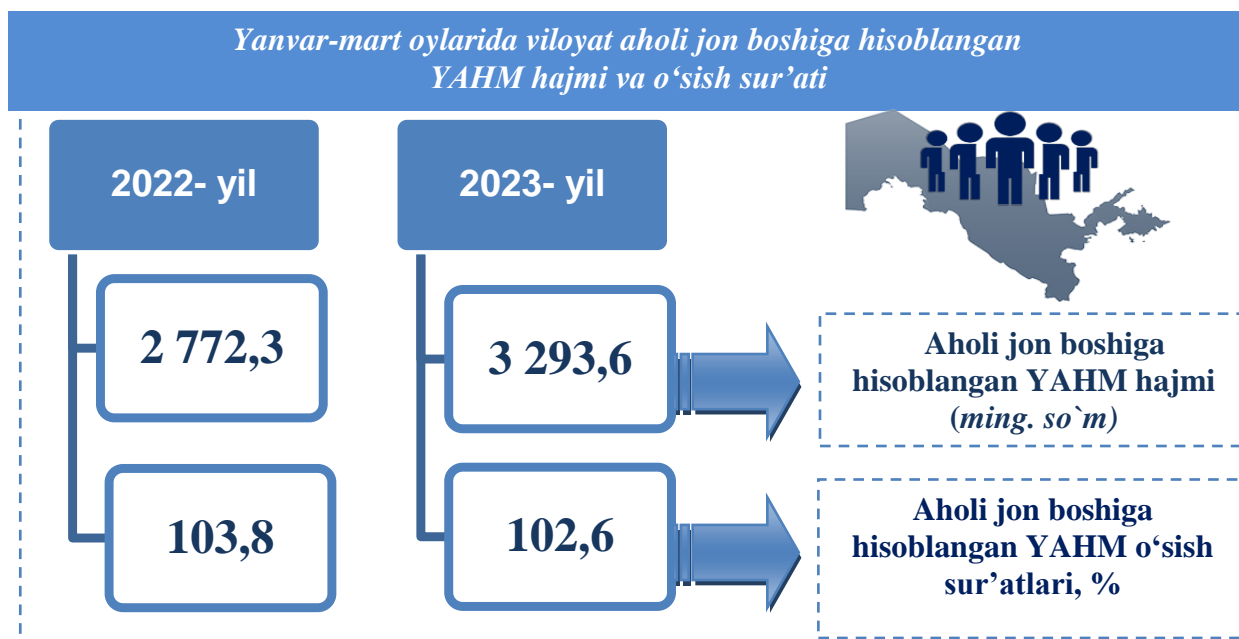 Yanvar-mart oylarida viloyat aholi jon boshiga hisoblangan
YAHM hajmi va o‘sish sur’ati
2022- yil
2023- yil
2 772,3
3 293,6
Aholi jon boshiga
hisoblangan YAHM hajmi
(ming. so`m)
103,8
102,6
Aholi jon boshiga
hisoblangan YAHM o‘sish
sur’atlari, %